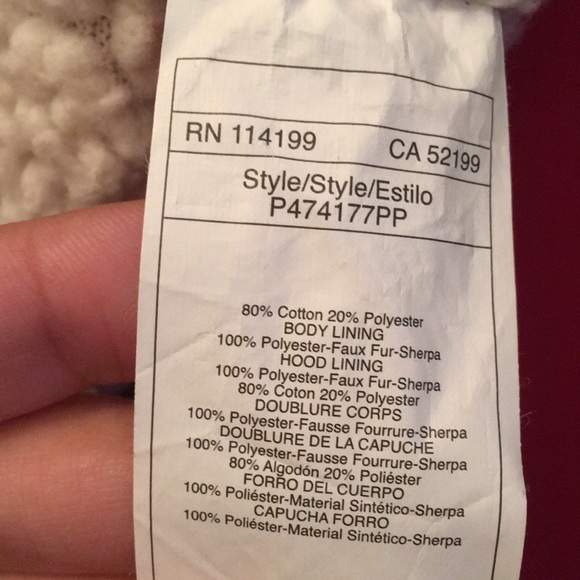 RN 114199 CA 52199
Style/Style/Estilo
P474177PP
80% Cotton 20% Polyester
BODY LINING
100% Polyester-Faux Fur-Sherpa
HOOD LINING
100% Polyester-Faux Fur-Sherpa
80% Coton 20% Polyester
DOUBLURE CORPS
100% Polyester-Fausse Fourrure-Sherpa
DOUBLURE DE LA CAPUCHE
100% Polyester-Fausse Fourrure-Sherpa
80% Algodón 20% Poliéster
FORRO DEL CUERPO
100% Poliéster-Material Sintético-Sherpa
CAPUCHA FORRO
100% Poliéster-Material Sintético-Sherpa